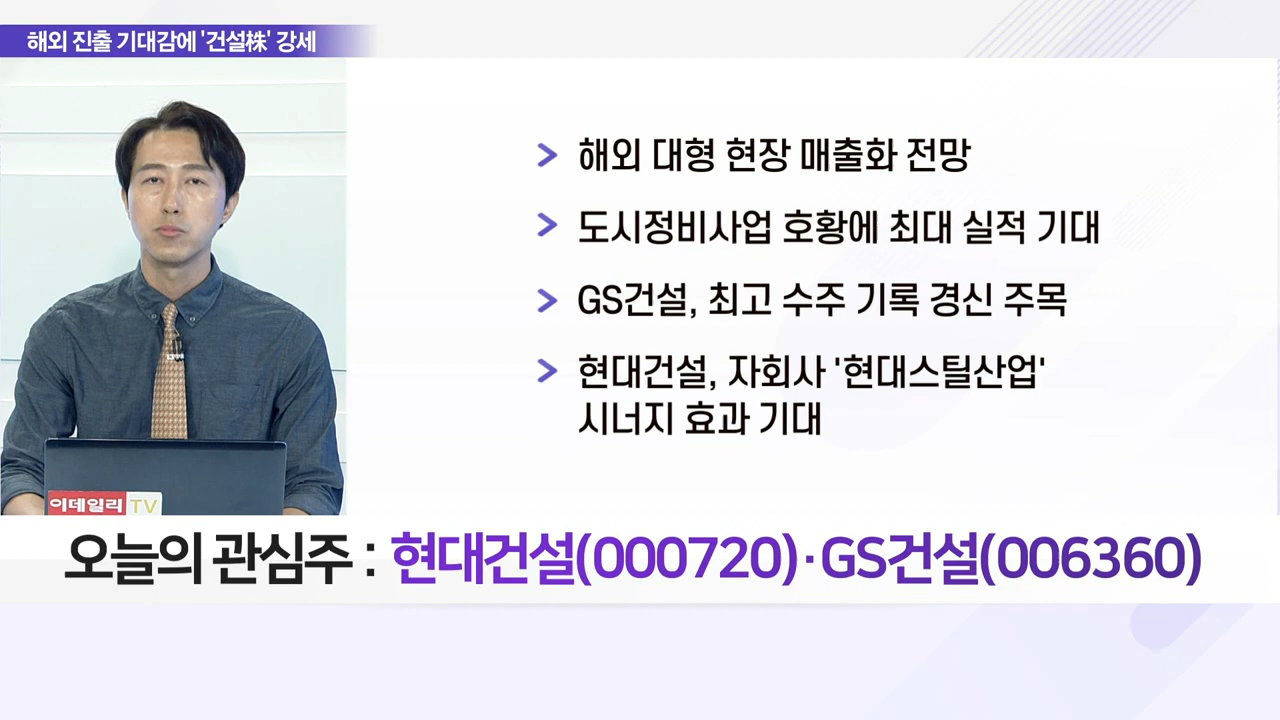 해외 진출 기대감에 '건설株' 강세
> 해외 대형 현장 매출화 전망
> 도시정비사업 호황에 최대 실적 기대
> GS건설, 최고 수주 기록 경신 주목
> 현대건설, 자회사 '현대스틸산업'
시너지 효과 기대
이데일리 TV
오늘의 관심주 : 현대건설(000720)·GS건설(006360)